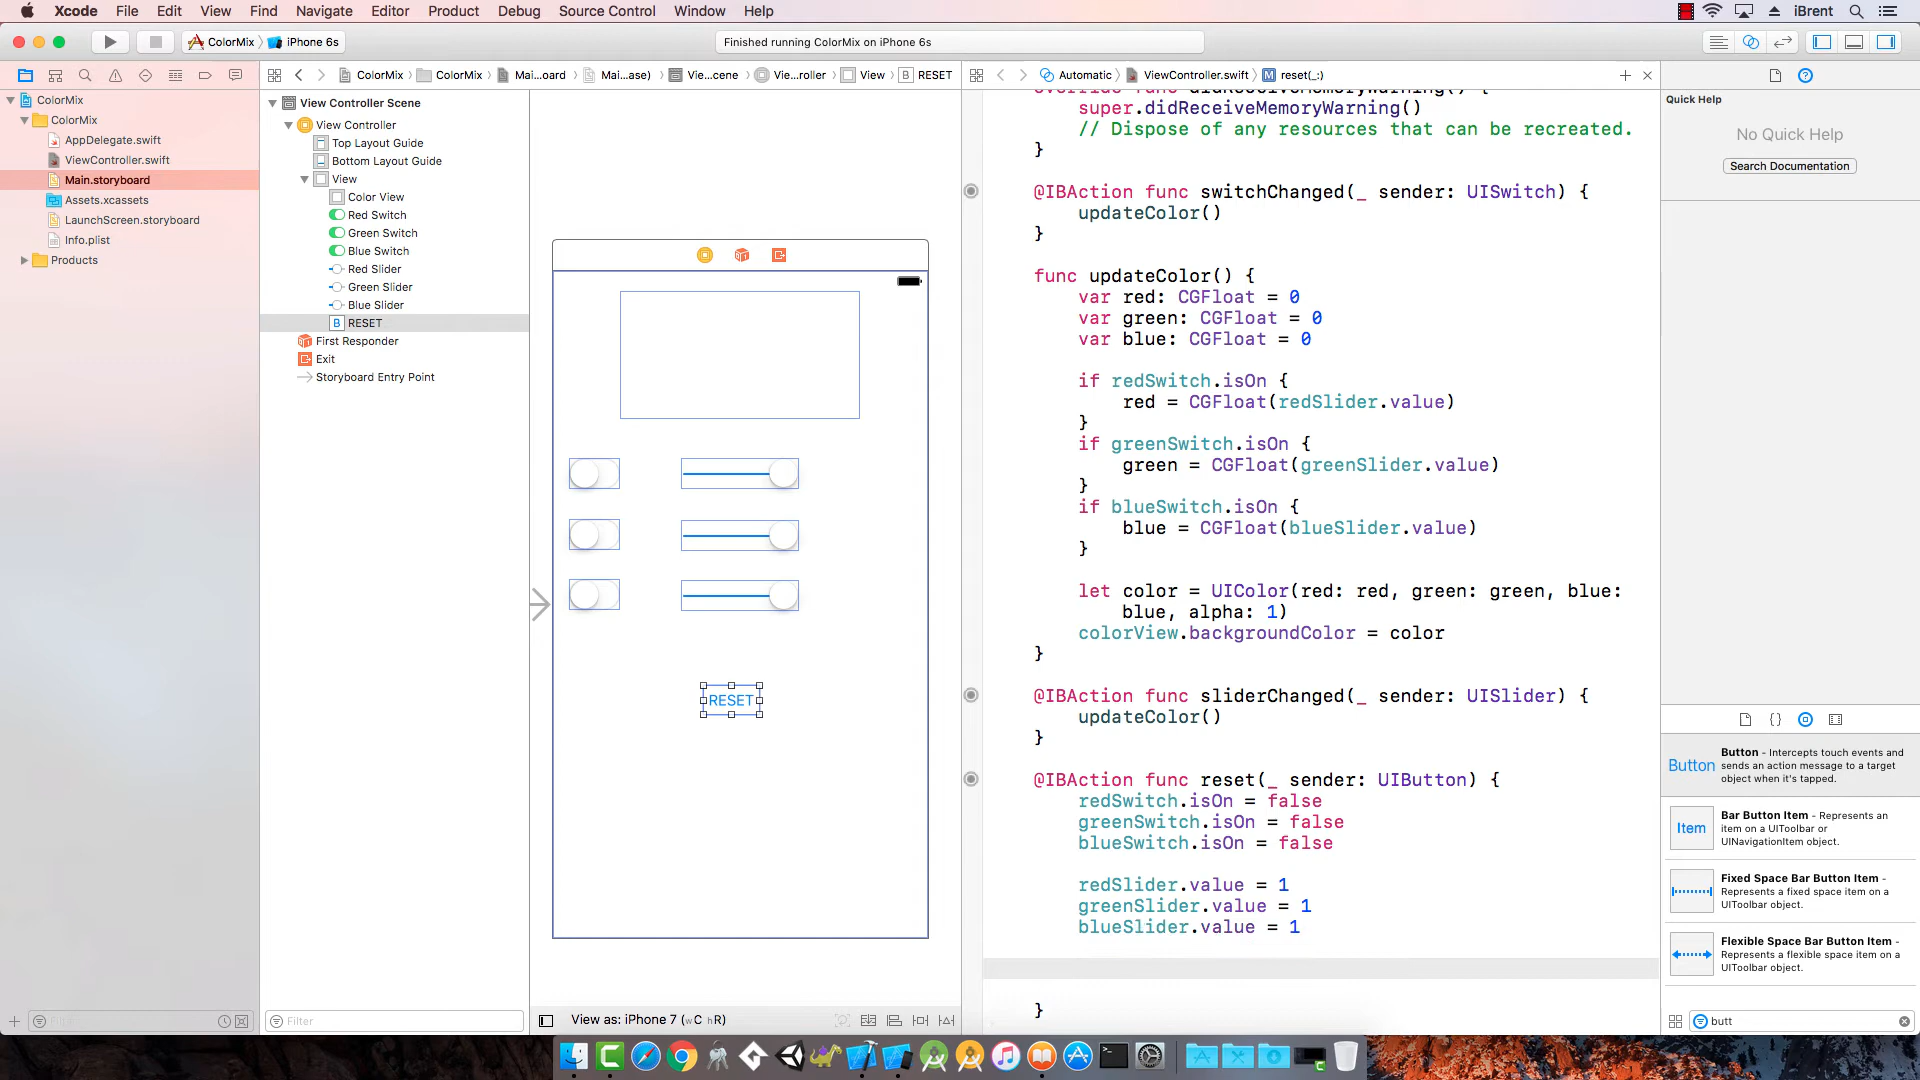 Xcode File Edit View Find Navigate Editor Product Debug Source Control Window Help iBrent
ColorMix iPhone 6s Finished running ColorMix on iPhone 6s
ColorMix ColorMix Mai...oard Mai...ase) Vie...cene Vie...roller View B RESET Automatic ViewController.swift M reset(_:)
ColorMix
ColorMix
AppDelegate.swift
ViewController.swift
Main.storyboard
Assets.xcassets
LaunchScreen.storyboard
Info.plist
Products
Filter
View Controller Scene
View Controller
Top Layout Guide
Bottom Layout Guide
View
Color View
Red Switch
Green Switch
Blue Switch
Red Slider
Green Slider
Blue Slider
B RESET
First Responder
Exit
Storyboard Entry Point
Filter
RESET
View as: iPhone 7 (wC hR)
override func didReceiveMemoryWarning() {
super.didReceiveMemoryWarning()
// Dispose of any resources that can be recreated.
}
@IBAction func switchChanged(_ sender: UISwitch) {
updateColor()
}
func updateColor() {
var red: CGFloat = 0
var green: CGFloat = 0
var blue: CGFloat = 0
if redSwitch.isOn {
red = CGFloat(redSlider.value)
}
if greenSwitch.isOn {
green = CGFloat(greenSlider.value)
}
if blueSwitch.isOn {
blue = CGFloat(blueSlider.value)
}
let color = UIColor(red: red, green: green, blue:
blue, alpha: 1)
colorView.backgroundColor = color
}
@IBAction func sliderChanged(_ sender: UISlider) {
updateColor()
}
@IBAction func reset(_ sender: UIButton) {
redSwitch.isOn = false
greenSwitch.isOn = false
blueSwitch.isOn = false
redSlider.value = 1
greenSlider.value = 1
blueSlider.value = 1
}
Quick Help
No Quick Help
Search Documentation
Button
Button - Intercepts touch events and
sends an action message to a target
object when it's tapped.
Item
Bar Button Item - Represents an
item on a UIToolbar or
UINavigationItem object.
Fixed Space Bar Button Item -
Represents a fixed space item on a
UIToolbar object.
Flexible Space Bar Button Item -
Represents a flexible space item on a
UIToolbar object.
butt